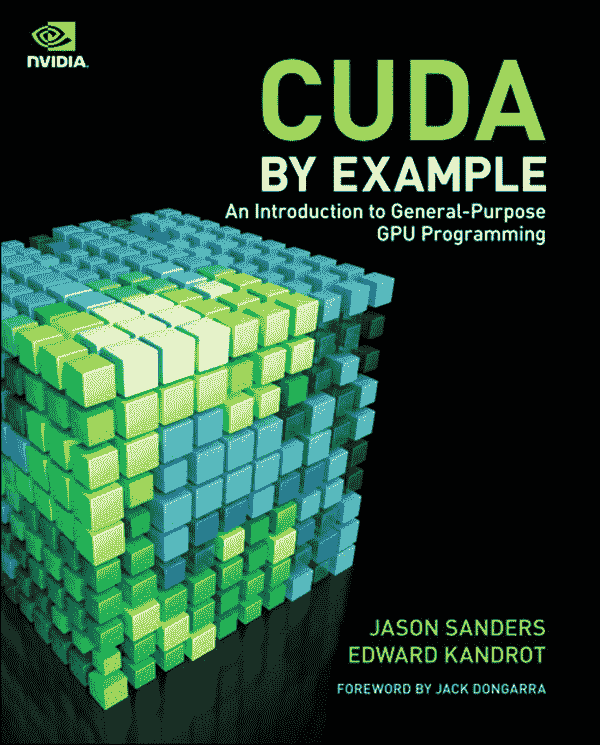 NVIDIA.
CUDA
BY EXAMPLE
An Introduction to General-Purpose
GPU Programming
JASON SANDERS
EDWARD KANDROT
FOREWORD BY JACK DONGARRA